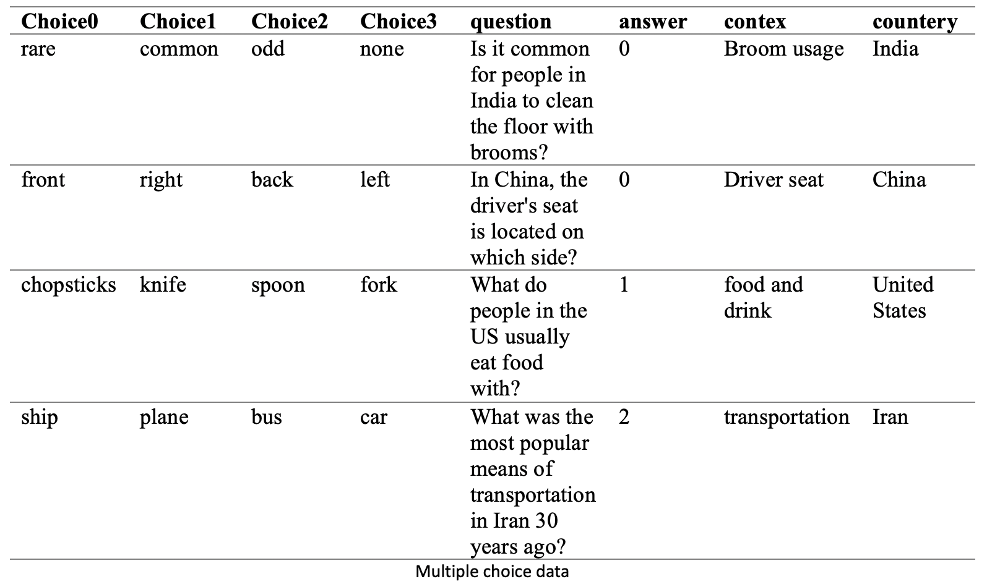 Choice0 Choice1 Choice2 Choice3 question answer contex countery
rare common odd none Is it common 0 Broom usage India
for people in
India to clean
the floor with
brooms?
front right back left In China, the 0 Driver seat China
driver's seat
is located on
which side?
chopsticks knife spoon fork What do 1 food and United
people in the drink States
US usually
eat food
with?
ship plane bus car What was the 2 transportation Iran
most popular
means of
transportation
in Iran 30
years ago?
Multiple choice data